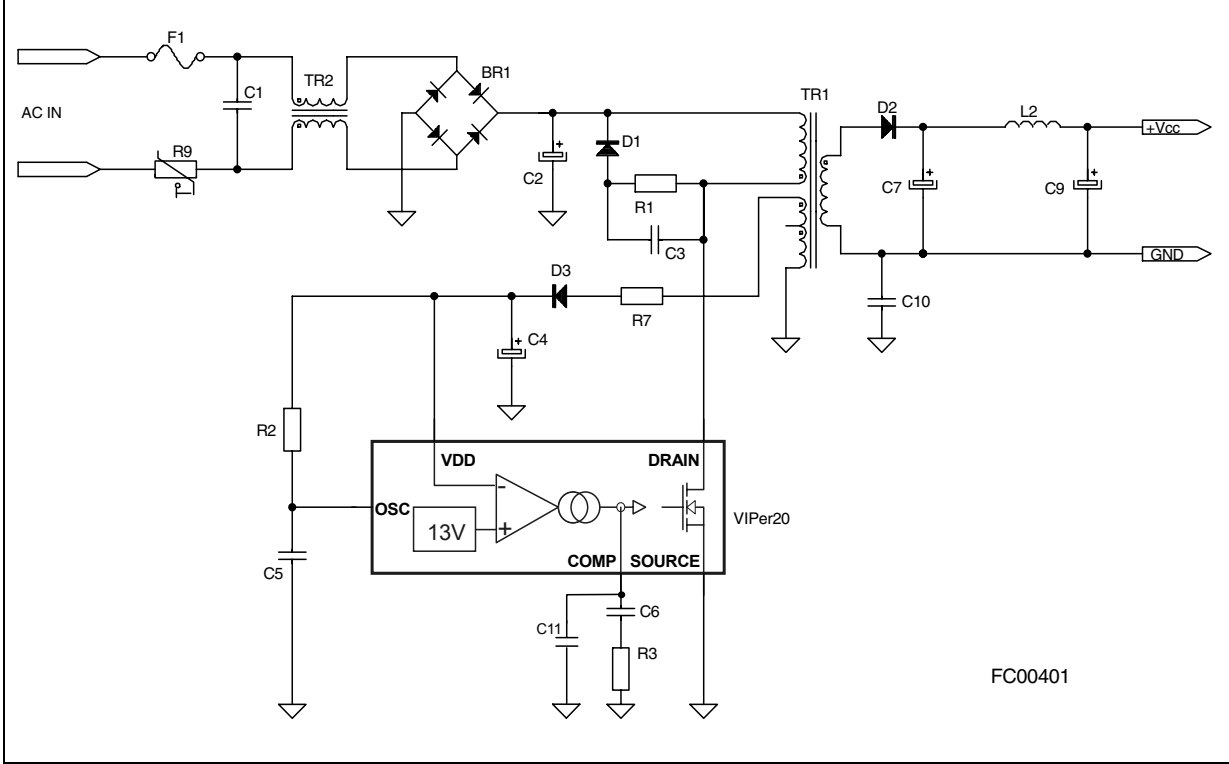 F1
BR1
TR2
TR1
C1
AC IN
D2
L2
+Vcc
D1
R9
T
C2
+
R1
C7
+
C9
+
C3
GND
D3
C10
R7
C4
+
R2
VDD
DRAIN
OSC
-
13V
+
VIPer20
COMP
SOURCE
C5
C6
C11
R3
FC00401